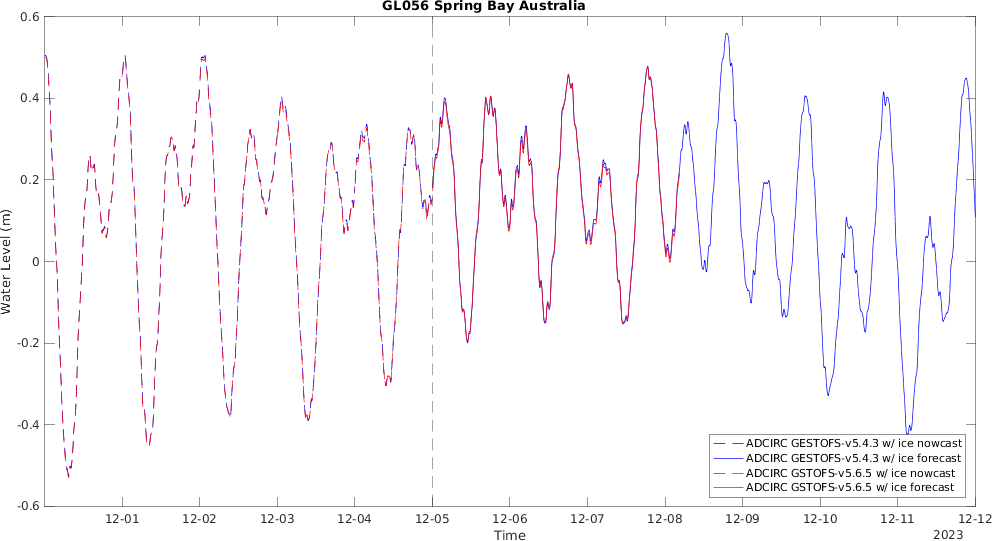 GL056 Spring Bay Australia
0.6
0.4
0.2
0
-0.2
-0.4
-0.6
Water Level (m)
12-01 12-02 12-03 12-04 12-05 12-06 12-07 12-08 12-09 12-10 12-11 12-12
Time
2023
ADCIRC GESTOFS-v5.4.3 w/ ice nowcast
ADCIRC GESTOFS-v5.4.3 w/ ice forecast
ADCIRC GSTOFS-v5.6.5 w/ ice nowcast
ADCIRC GSTOFS-v5.6.5 w/ ice forecast